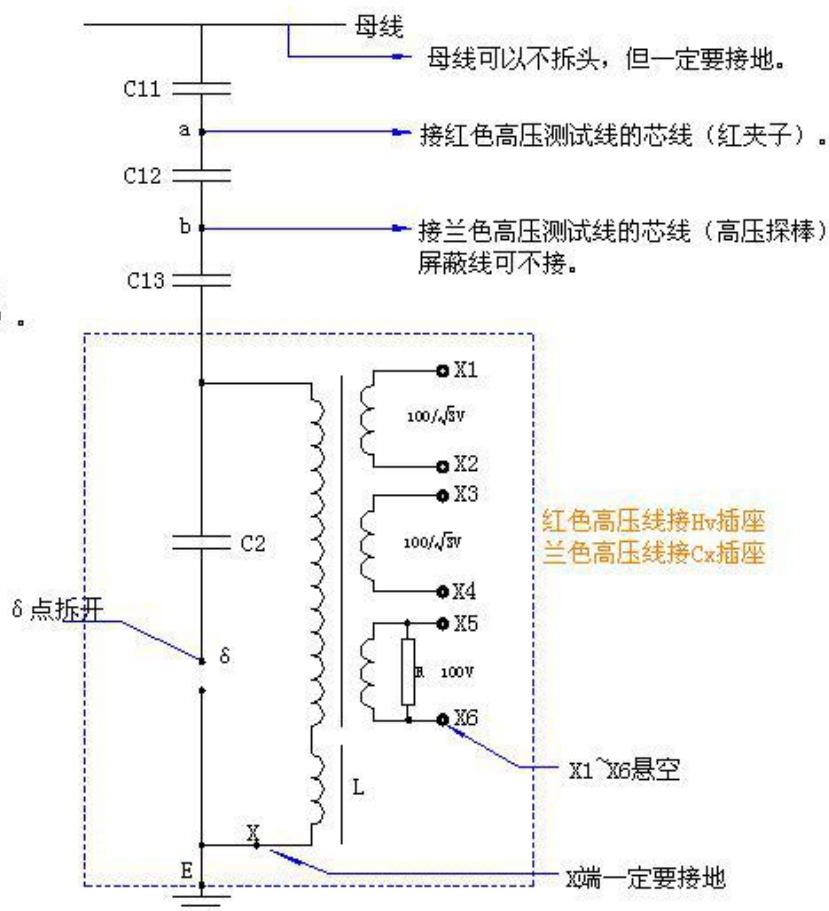 母线
母线可以不拆头，但一定要接地。
C11
a
接红色高压测试线的芯线（红夹子）。
C12
b
接兰色高压测试线的芯线（高压探棒）
屏蔽线可不接。
C13
）。
X1
100/√3V
X2
X3
红色高压线接Hv插座
100/√3V
兰色高压线接Cx插座
C2
X4
δ点拆开
X5
δ
R 100V
X6
X1~X6悬空
L
X
E
X端一定要接地